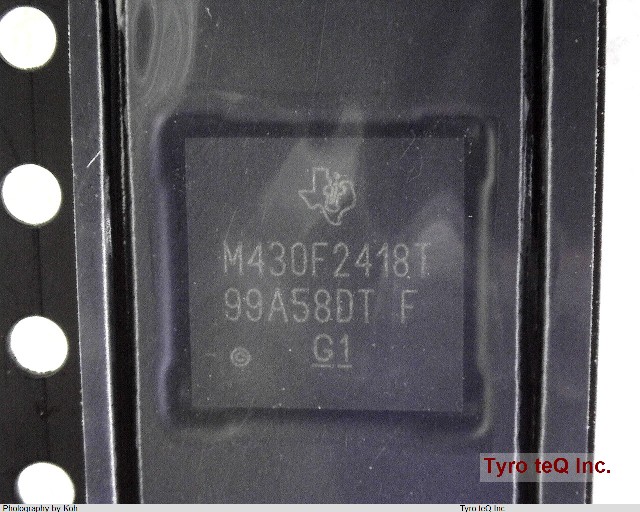 M430F2418T
99A58DT F
G1
Tyro teQ Inc.
Photography by Koh
Tyro teQ Inc